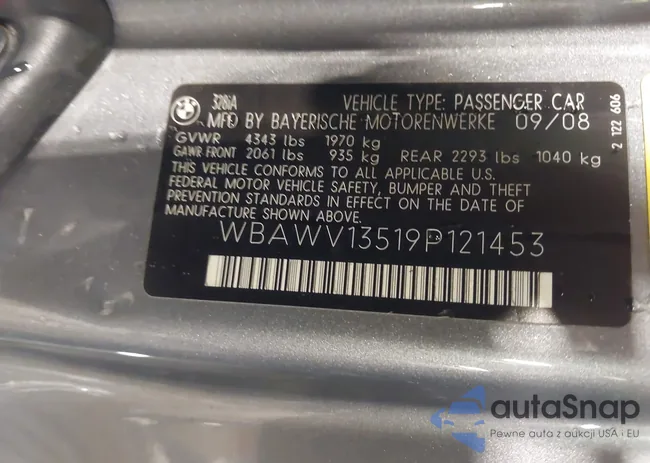 BMW
328iA
VEHICLE TYPE: PASSENGER CAR
MFD BY BAYERISCHE MOTORENWERKE 09/08
GVWR 4343 lbs 1970 kg
GAWR FRONT 2061 lbs 935 kg REAR 2293 lbs 1040 kg
THIS VEHICLE CONFORMS TO ALL APPLICABLE U.S.
FEDERAL MOTOR VEHICLE SAFETY, BUMPER AND THEFT
PREVENTION STANDARDS IN EFFECT ON THE DATE OF
MANUFACTURE SHOWN ABOVE.
WBAWV13519P121453
2 122 606
autaSnap
Pewne auta z aukcji USA i EU